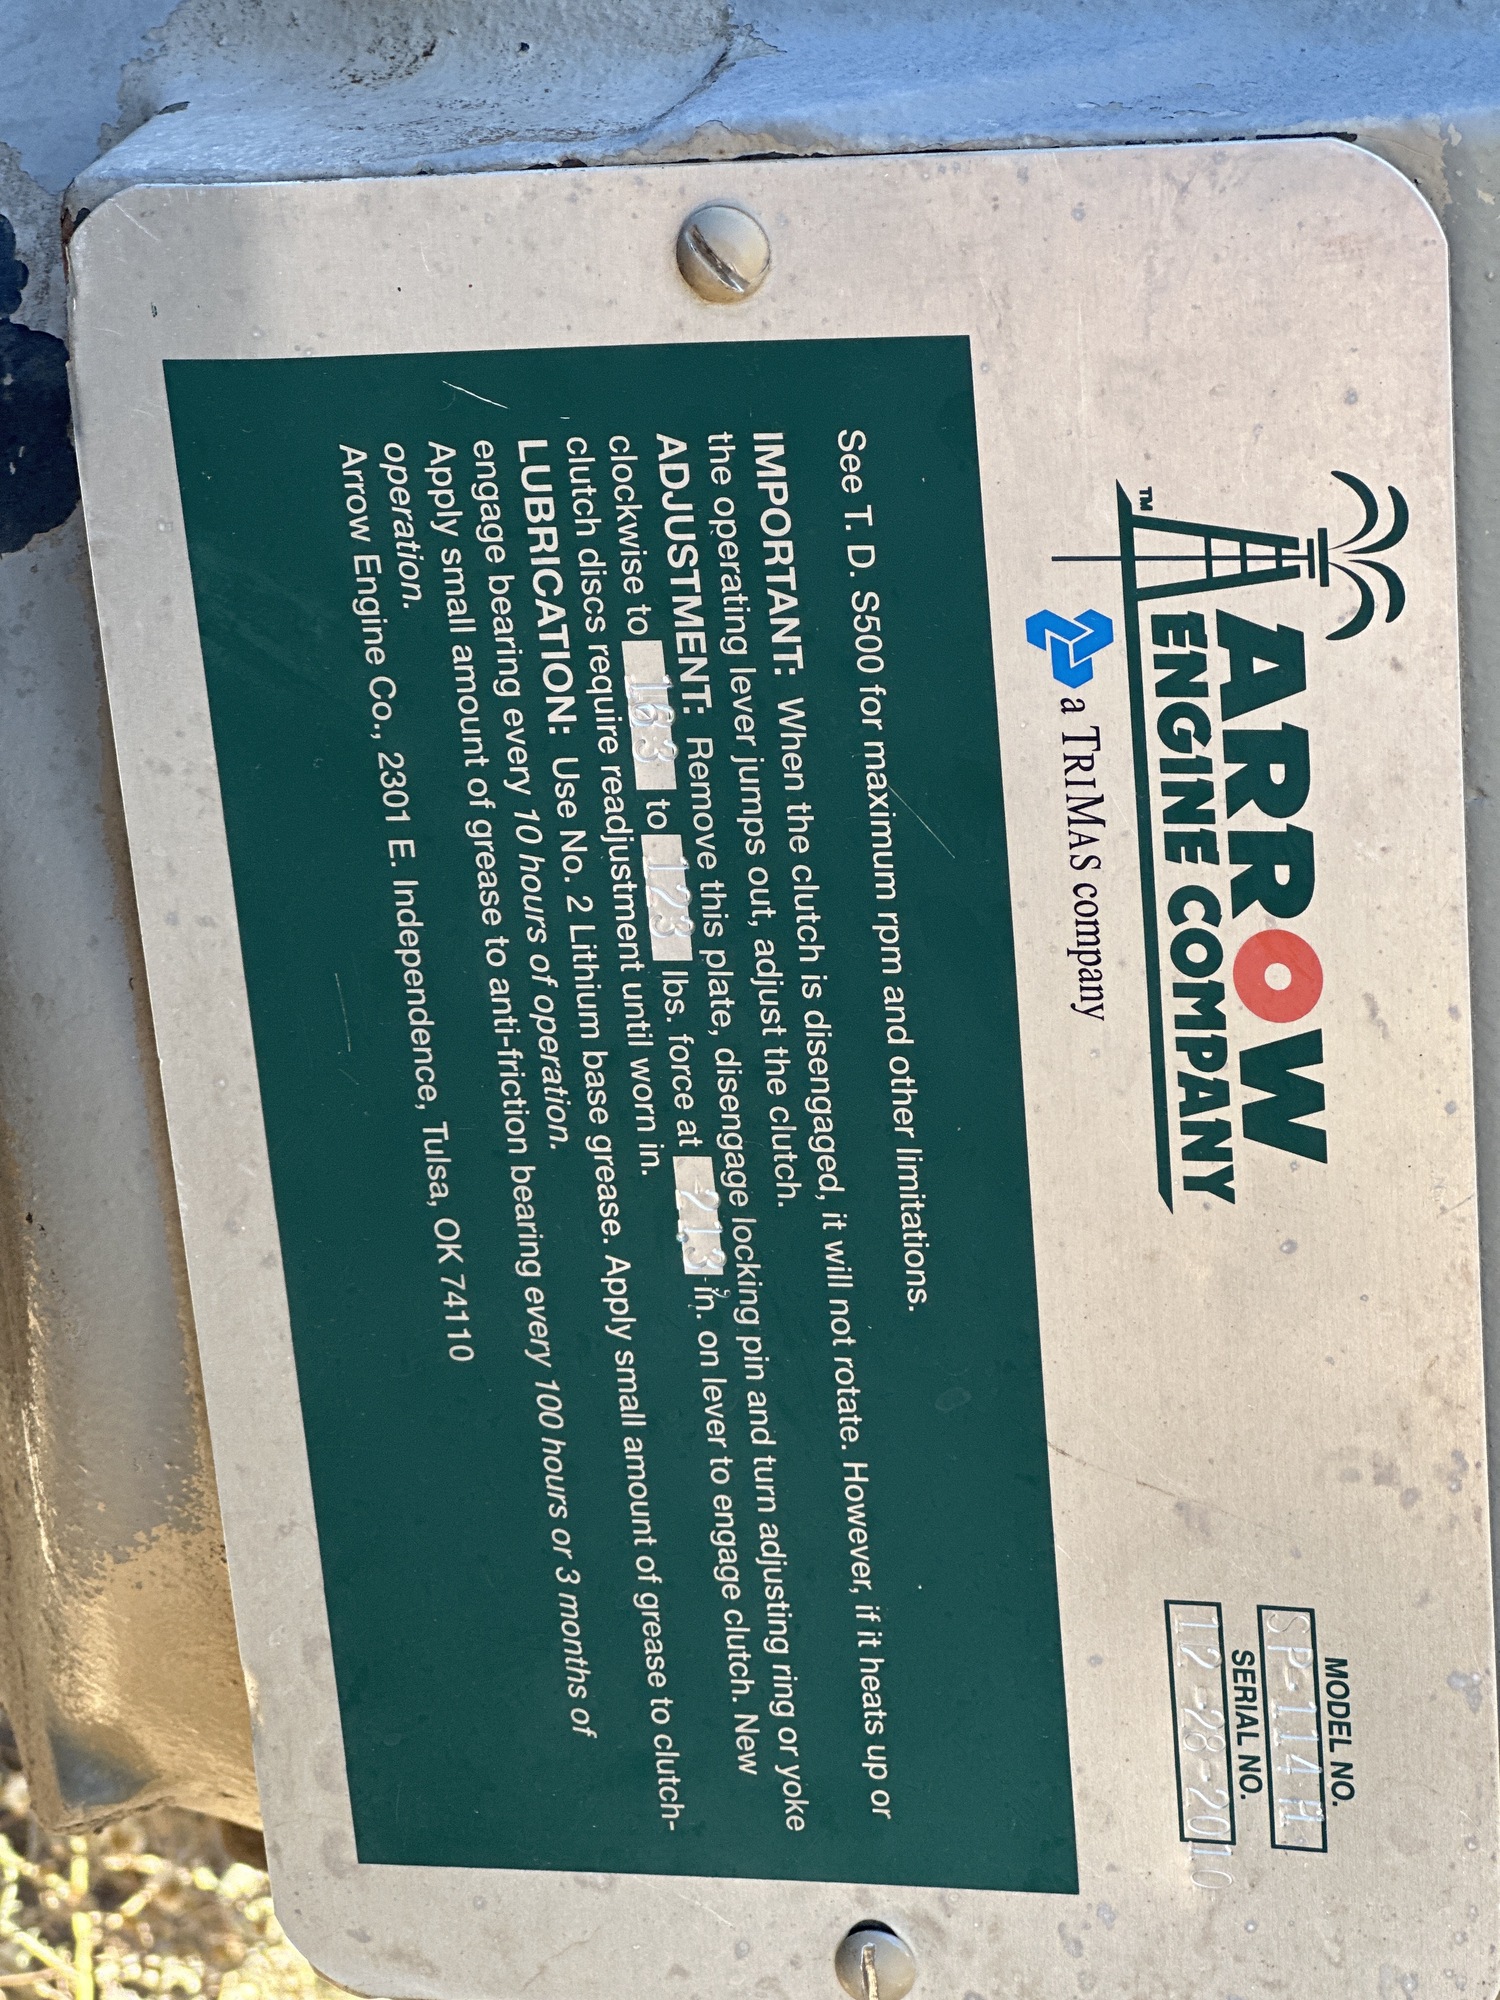 ARROW
ENGINE COMPANY
™
a TRIMAS company
MODEL NO.
SP-114 H
SERIAL NO.
12-28-2010
See T. D. S500 for maximum rpm and other limitations.
IMPORTANT: When the clutch is disengaged, it will not rotate. However, if it heats up or
the operating lever jumps out, adjust the clutch.
ADJUSTMENT: Remove this plate, disengage locking pin and turn adjusting ring or yoke
clockwise to 163 to 123 lbs. force at 21.3 in. on lever to engage clutch. New
clutch discs require readjustment until worn in.
LUBRICATION: Use No. 2 Lithium base grease. Apply small amount of grease to clutch-
engage bearing every 10 hours of operation.
Apply small amount of grease to anti-friction bearing every 100 hours or 3 months of
operation.
Arrow Engine Co., 2301 E. Independence, Tulsa, OK 74110